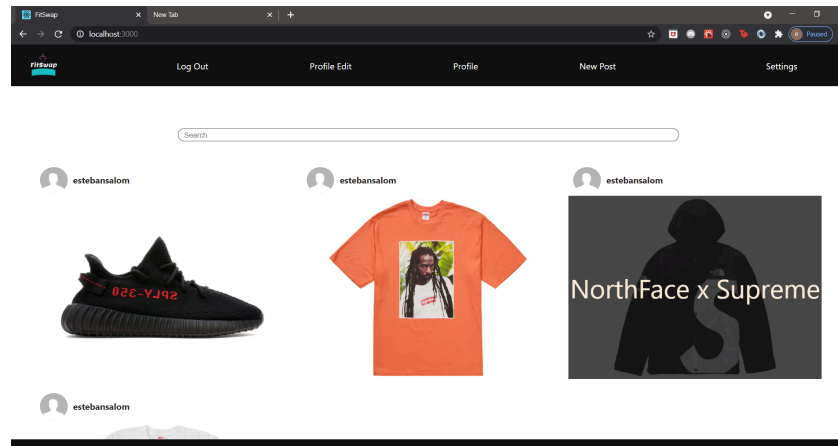 FitSwap
New Tab
localhost:3000
Paused
FitSwap
Log Out
Profile Edit
Profile
New Post
Settings
Search
estebansalom
estebansalom
estebansalom
SPLY-350
NorthFace x Supreme
estebansalom